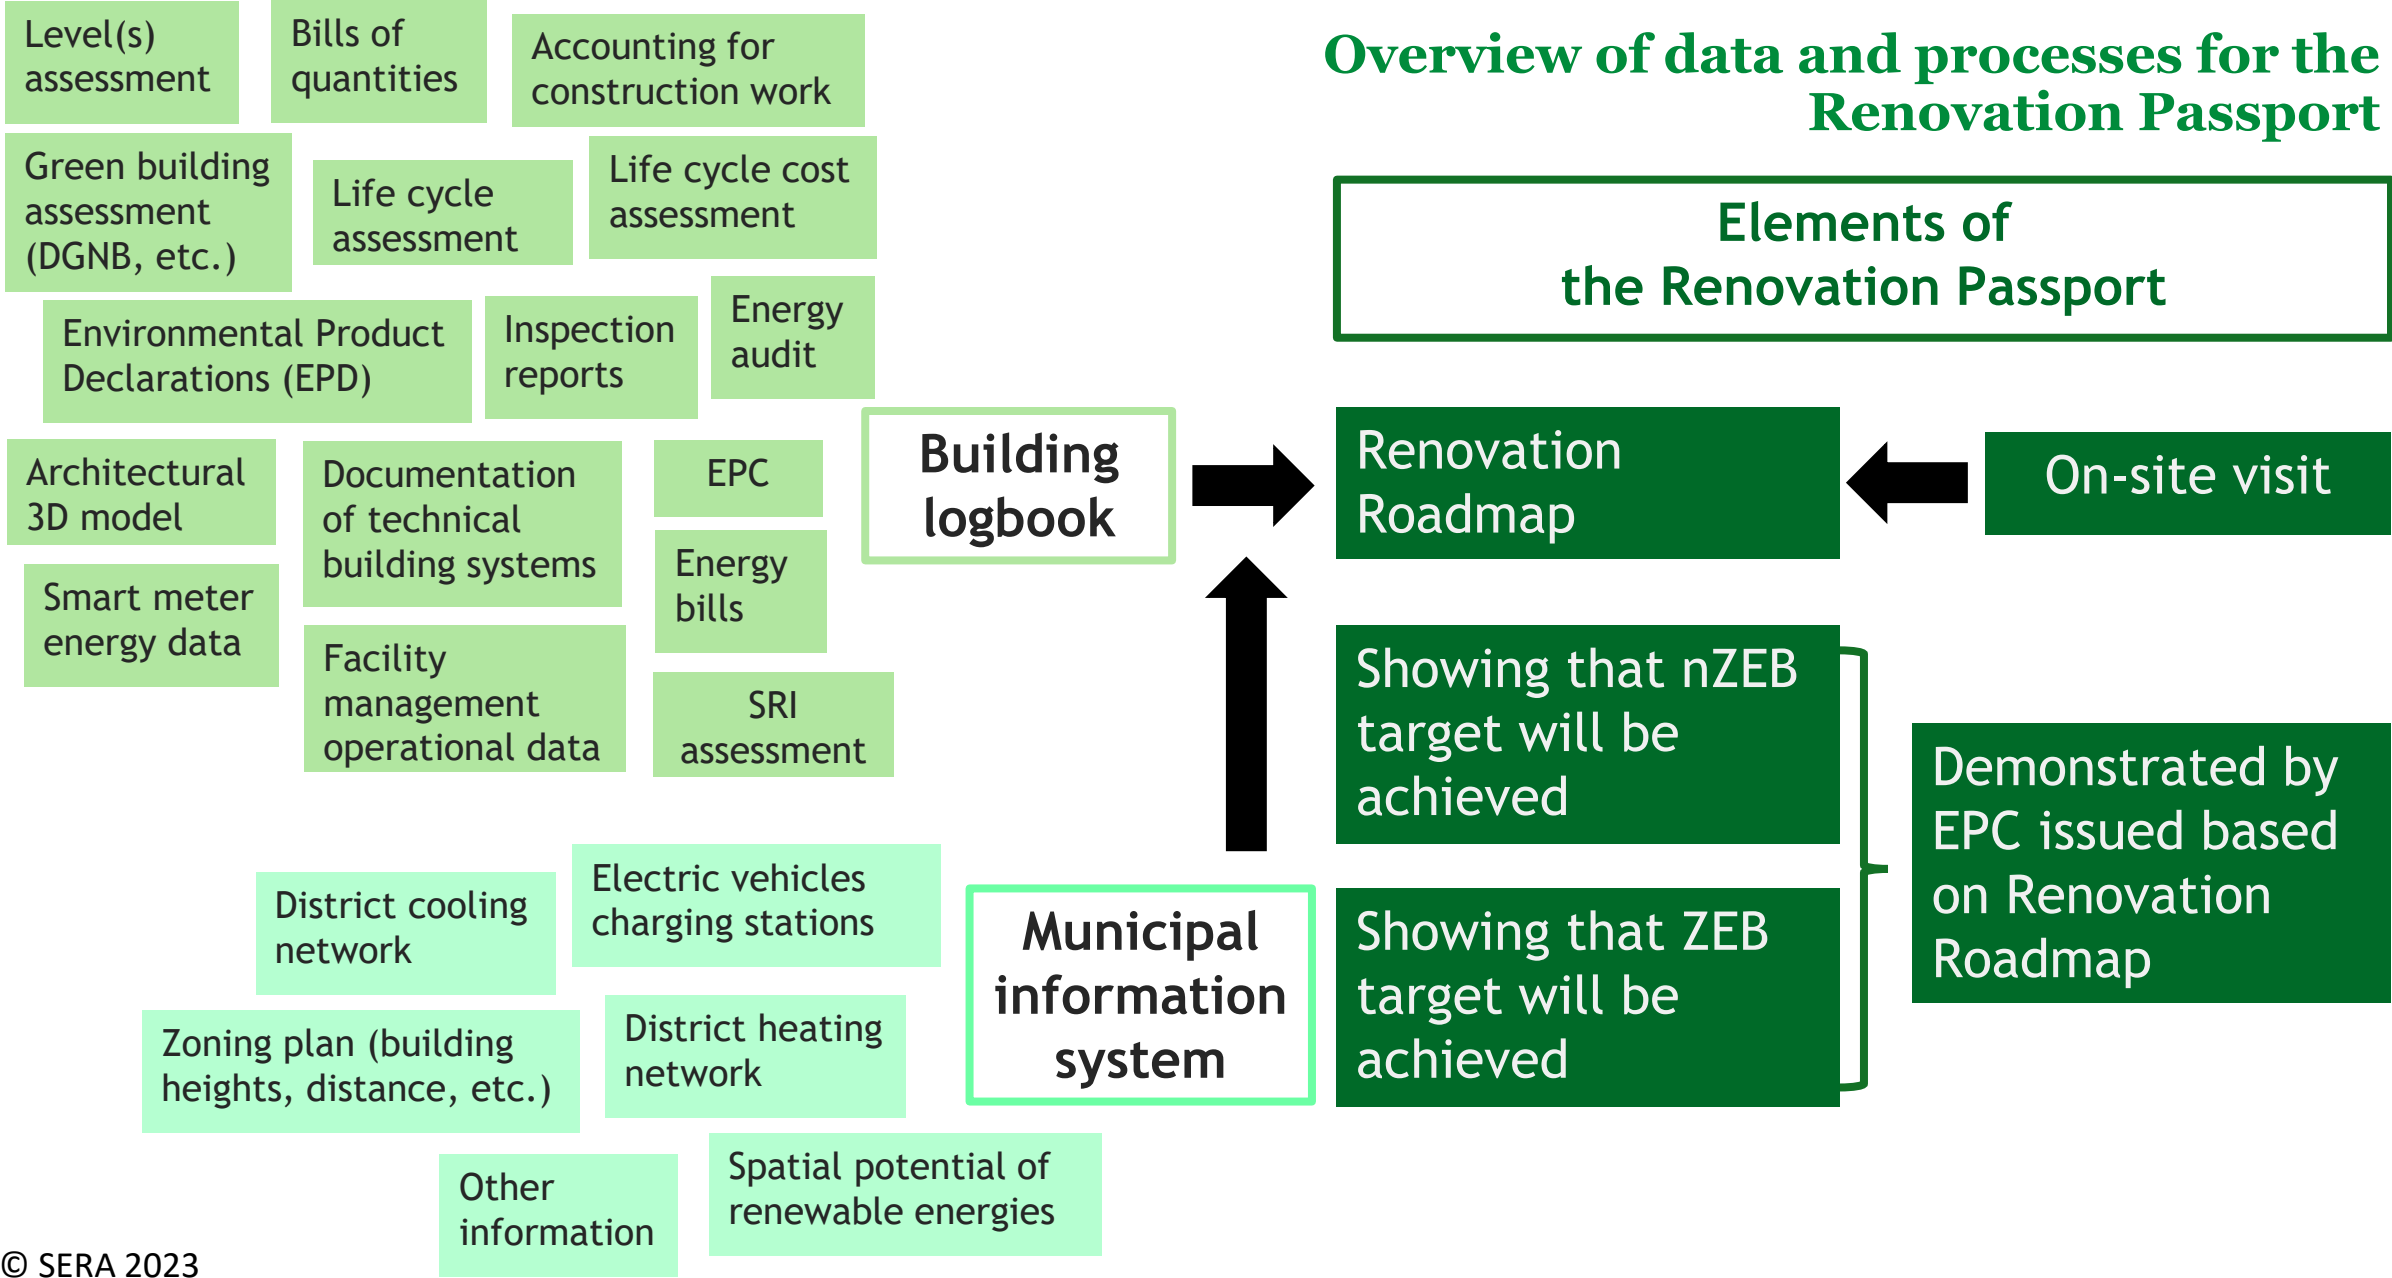 Level(s)
assessment
Bills of
quantities
Accounting for
construction work
Overview of data and processes for the
Renovation Passport
Green building
assessment
(DGNB, etc.)
Life cycle
assessment
Life cycle cost
assessment
Elements of
the Renovation Passport
Environmental Product
Declarations (EPD)
Inspection
reports
Energy
audit
Architectural
3D model
Documentation
of technical
building systems
EPC
Building
logbook
Renovation
Roadmap
On-site visit
Smart meter
energy data
Energy
bills
Facility
management
operational data
SRI
assessment
Showing that nZEB
target will be
achieved
Demonstrated by
EPC issued based
on Renovation
Roadmap
District cooling
network
Electric vehicles
charging stations
Municipal
information
system
Showing that ZEB
target will be
achieved
Zoning plan (building
heights, distance, etc.)
District heating
network
Other
information
Spatial potential of
renewable energies
© SERA 2023